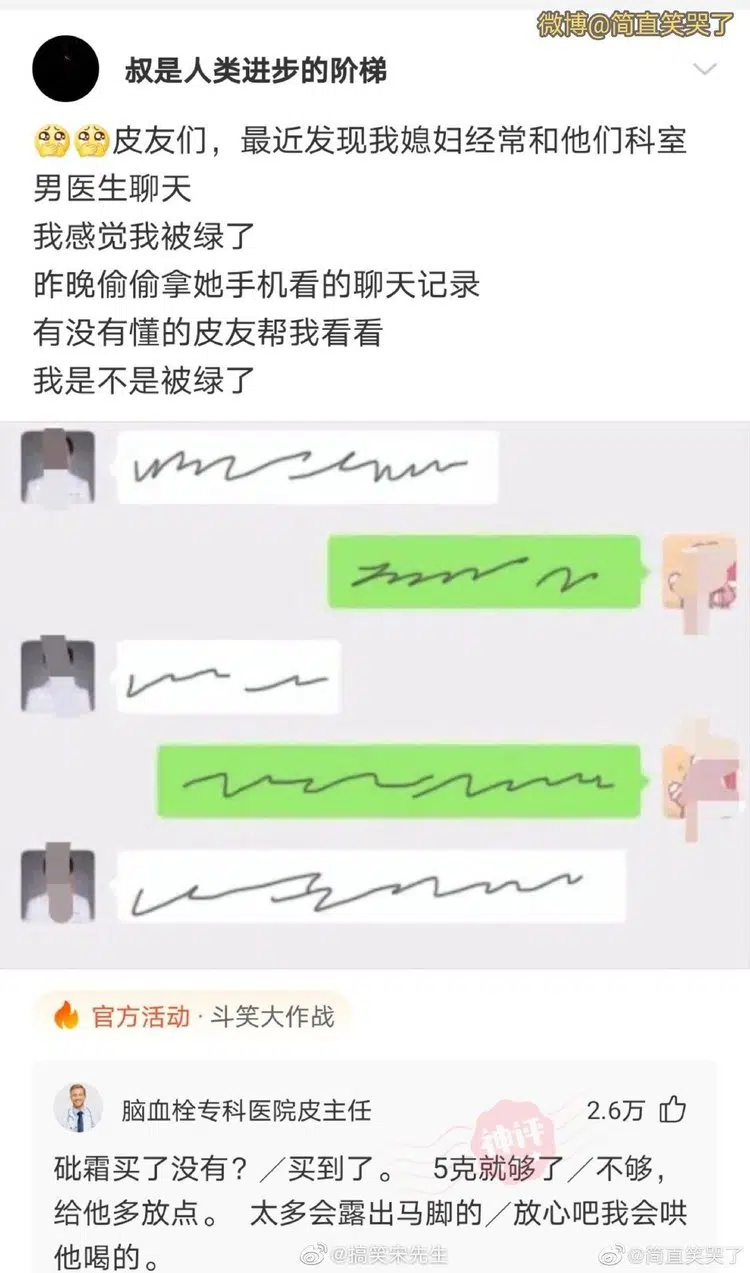 微博@简直笑哭了
叔是人类进步的阶梯
皮友们，最近发现我媳妇经常和他们科室
男医生聊天
我感觉我被绿了
昨晚偷偷拿她手机看的聊天记录
有没有懂的皮友帮我看看
我是不是被绿了
官方活动·斗笑大作战
脑血栓专科医院皮主任
2.6万
神评
砒霜买了没有？／买到了。 5克就够了／不够，
给他多放点。 太多会露出马脚的／放心吧我会哄
他喝的。
@搞笑宋先生
@简直笑哭了